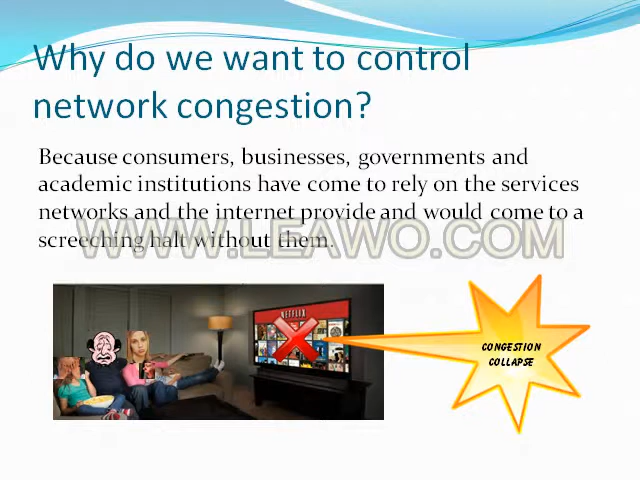 Why do we want to control
network congestion?
Because consumers, businesses, governments and
academic institutions have come to rely on the services
networks and the internet provide and would come to a
screeching halt without them.
WWW.LEAWO.COM
NETFLIX
CONGESTION
COLLAPSE